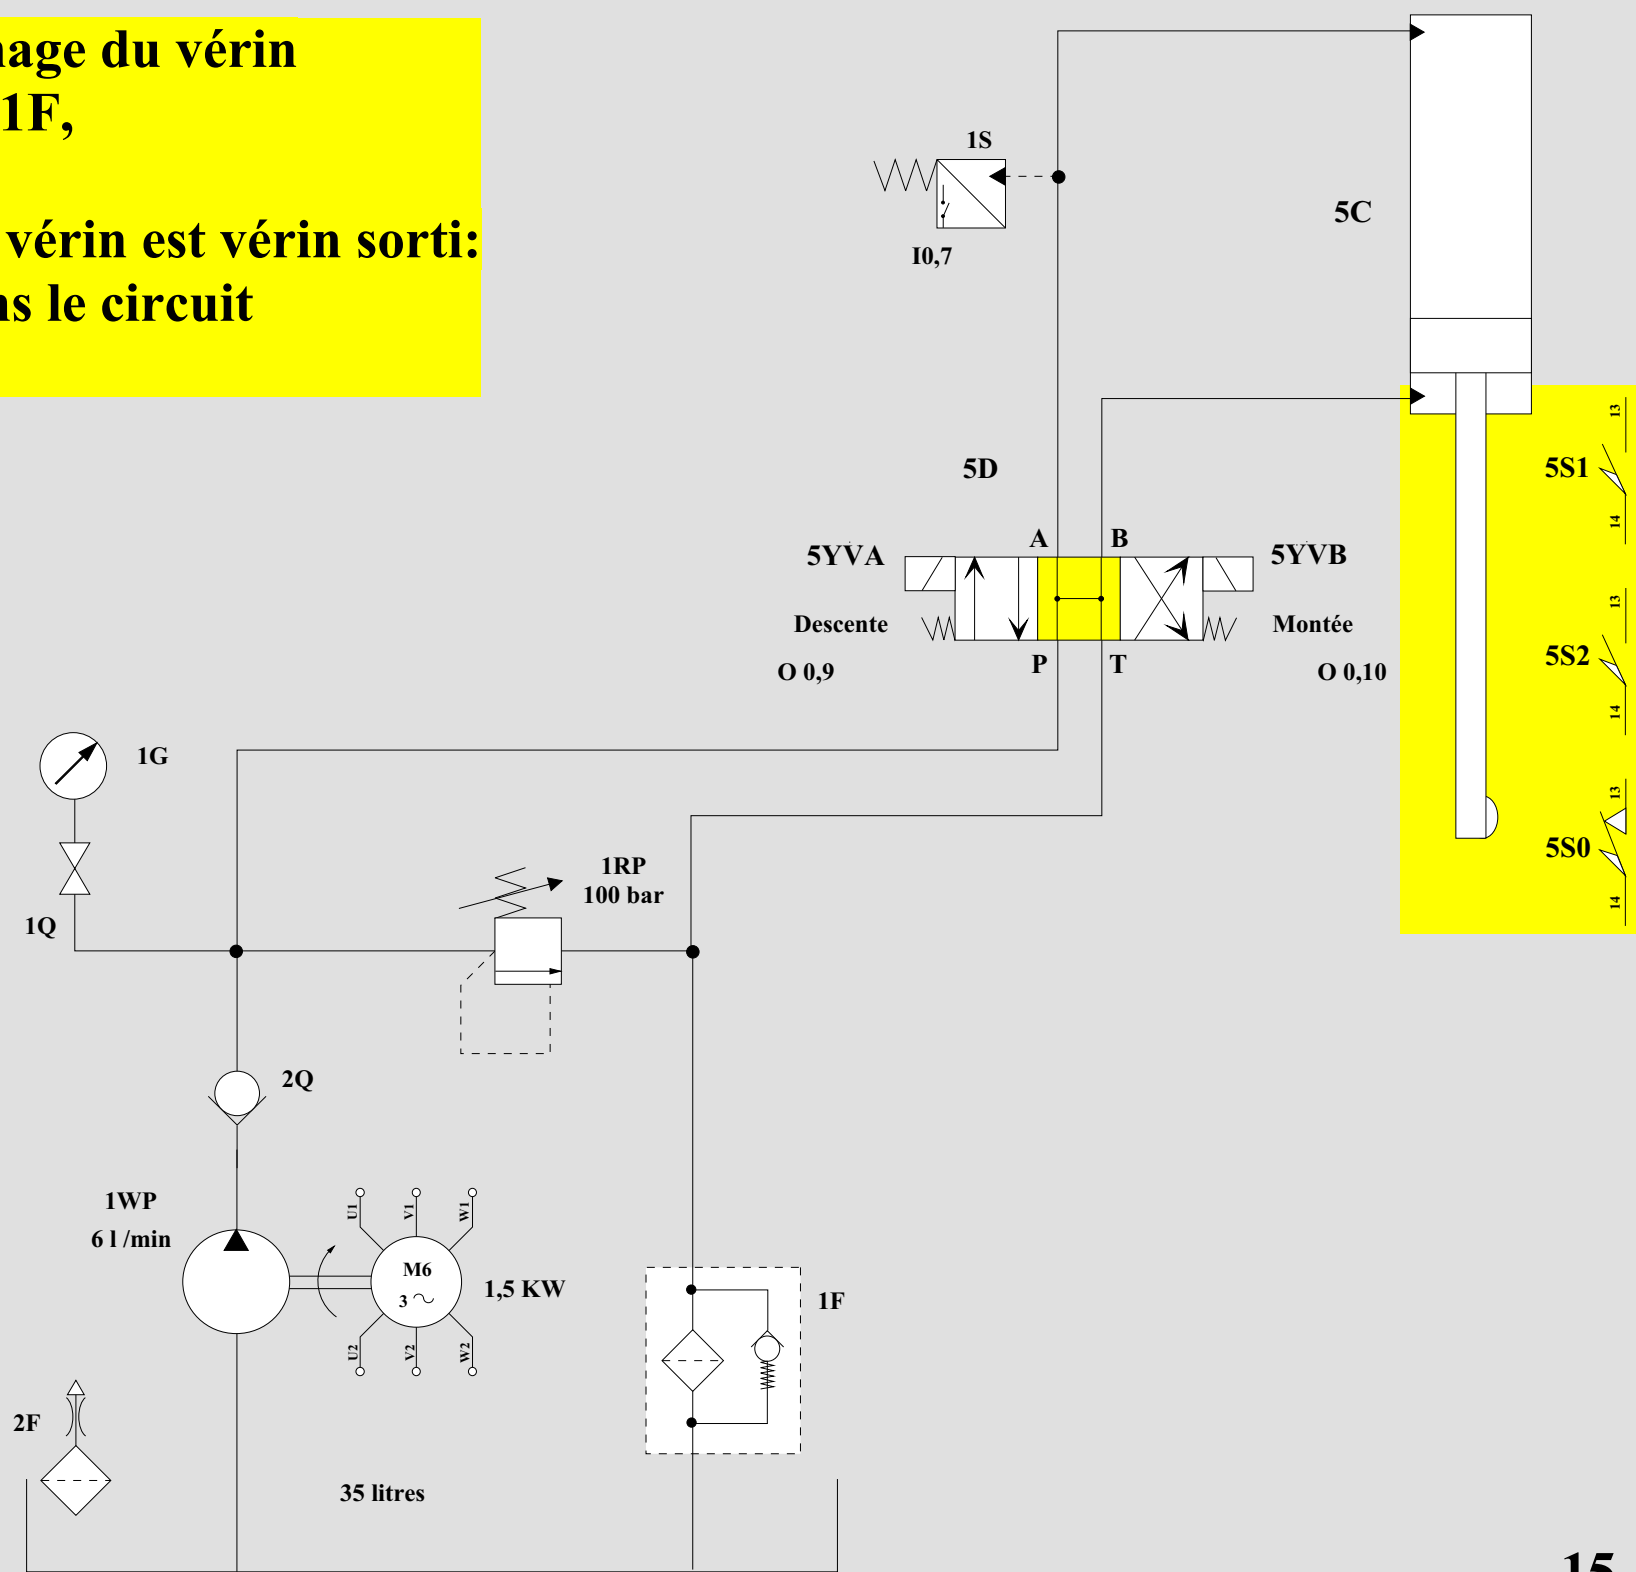 vérin
du
1F,
vérin est vérin sorti:
le circuit
1S
I0,7
5C
5D
A
B
5YVA
5YVB
Descente
Montée
P
T
O 0,9
O 0,10
13
5S1
14
13
5S2
14
13
5S0
14
1G
1Q
1RP
100 bar
2Q
1WP
6 l /min
U1
V1
W1
M6
3
1,5 KW
U2
V2
W2
1F
2F
35 litres
15